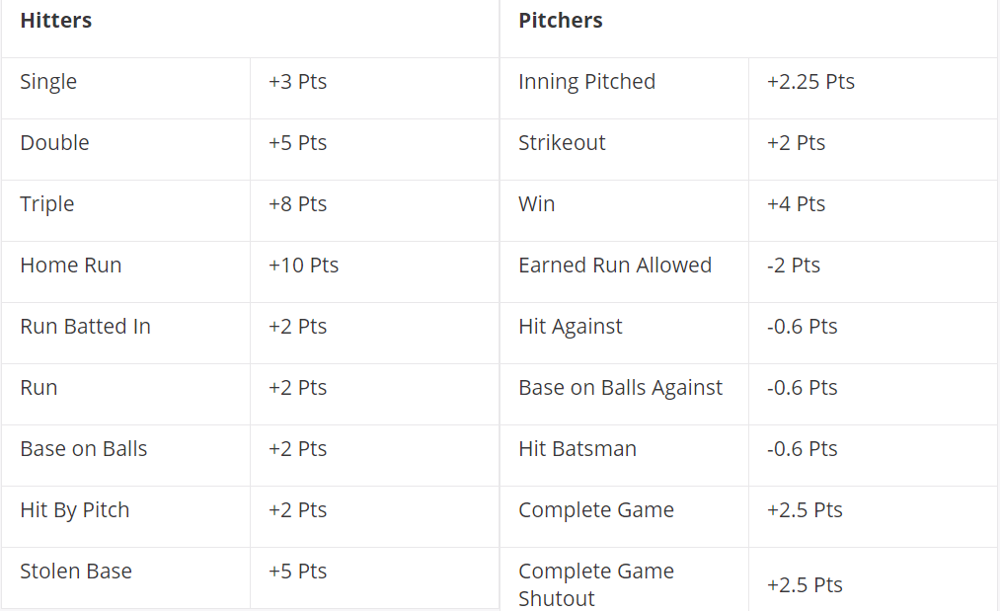 Hitters Pitchers
Single +3 Pts Inning Pitched +2.25 Pts
Double +5 Pts Strikeout +2 Pts
Triple +8 Pts Win +4 Pts
Home Run +10 Pts Earned Run Allowed -2 Pts
Run Batted In +2 Pts Hit Against -0.6 Pts
Run +2 Pts Base on Balls Against -0.6 Pts
Base on Balls +2 Pts Hit Batsman -0.6 Pts
Hit By Pitch +2 Pts Complete Game +2.5 Pts
Stolen Base +5 Pts Complete Game
Shutout +2.5 Pts